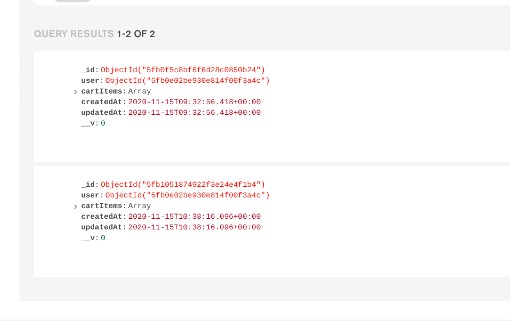 QUERY RESULTS 1-2 OF 2
_id: ObjectId("5fb0f5c8bf6f6d28c0850b24")
user: ObjectId("5fb0e02be930e814f00f3a4c")
cartItems: Array
createdAt: 2020-11-15T09:32:56.418+00:00
updatedAt: 2020-11-15T09:32:56.418+00:00
__v: 0
_id: ObjectId("5fb1051874922f3e24e4f1b4")
user: ObjectId("5fb0e02be930e814f00f3a4c")
cartItems: Array
createdAt: 2020-11-15T10:38:16.096+00:00
updatedAt: 2020-11-15T10:38:16.096+00:00
__v: 0